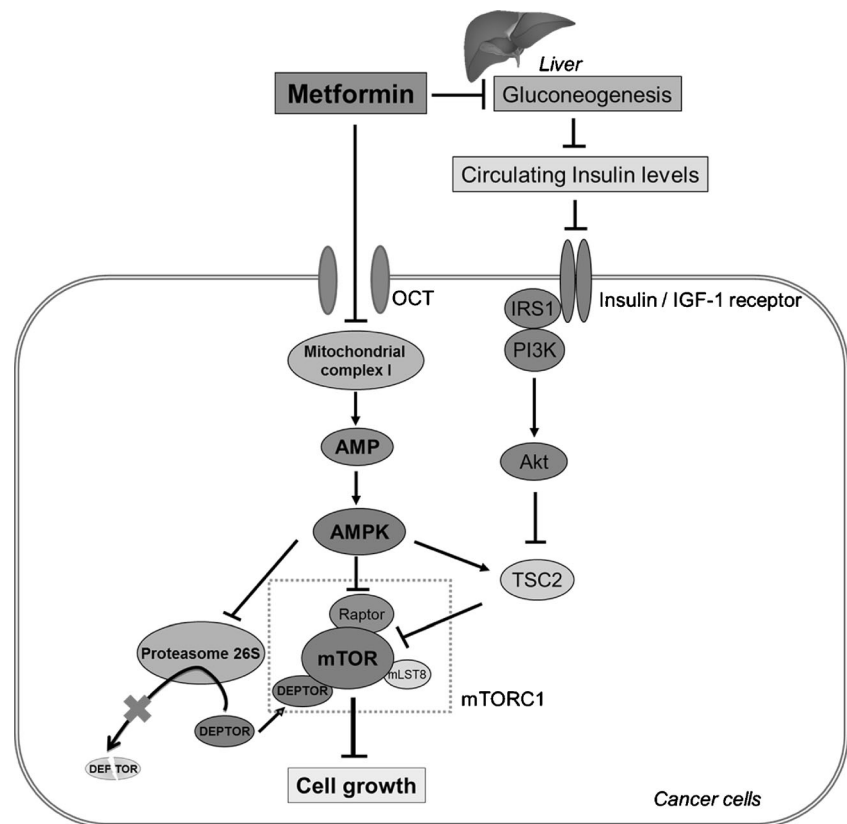 Liver
Metformin
Gluconeogenesis
Circulating Insulin levels
OCT
Insulin / IGF-1 receptor
IRS1
PI3K
Mitochondrial
complex I
AMP
Akt
AMPK
TSC2
Raptor
Proteasome 26S
mTOR
mLST8
DEPTOR
mTORC1
DEPTOR
DEPTOR
Cell growth
Cancer cells